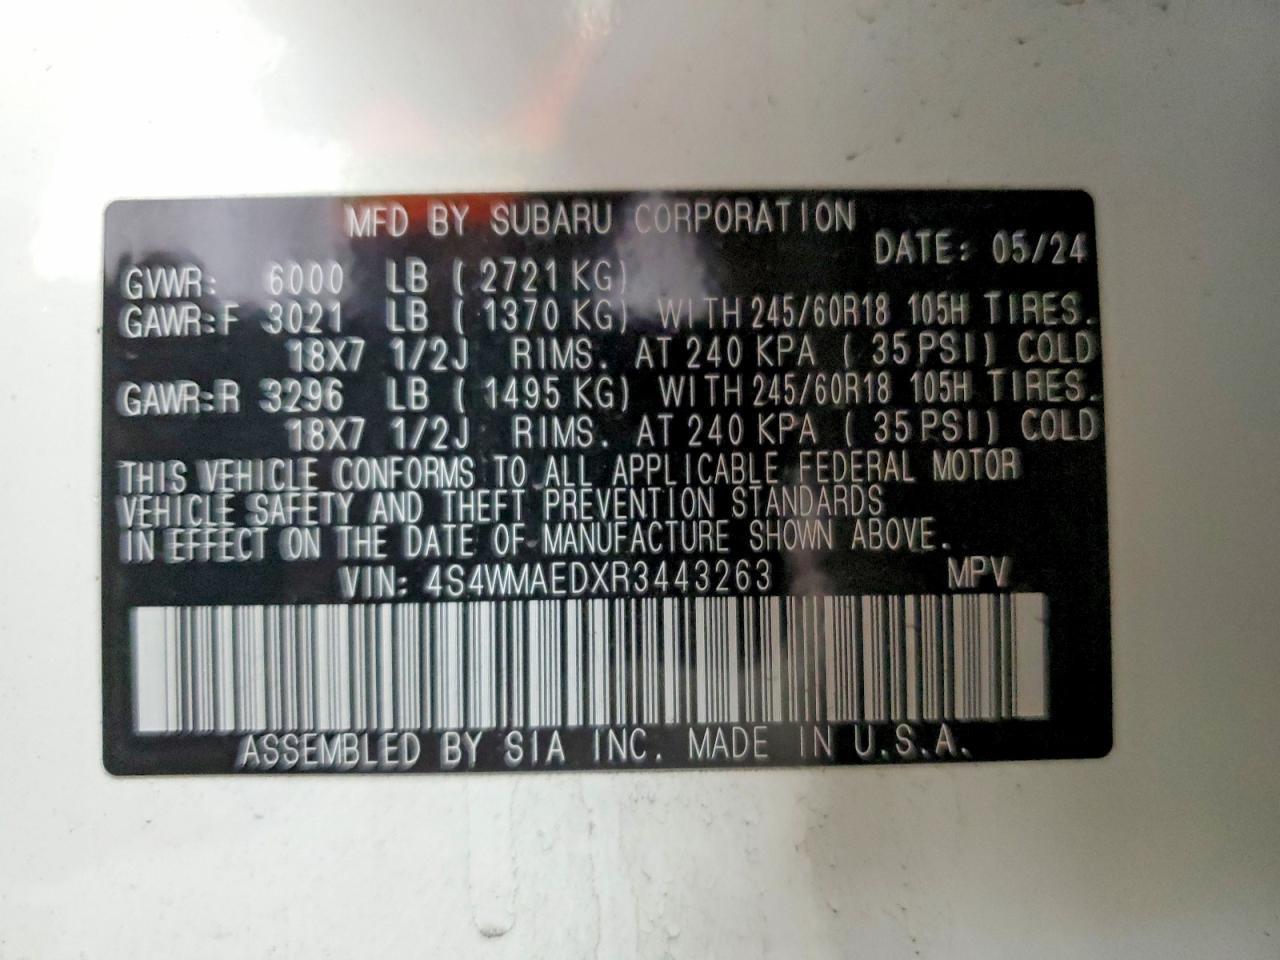 MFD BY SUBARU CORPORATION
DATE: 05/24
GVWR: 6000 LB ( 2721 KG)
GAWR:F 3021 LB ( 1370 KG) WITH 245/60R18 105H TIRES.
18X7 1/2J RIMS. AT 240 KPA ( 35 PSI) COLD
GAWR:R 3296 LB ( 1495 KG) WITH 245/60R18 105H TIRES.
18X7 1/2J RIMS. AT 240 KPA ( 35 PSI) COLD
THIS VEHICLE CONFORMS TO ALL APPLICABLE FEDERAL MOTOR
VEHICLE SAFETY AND THEFT PREVENTION STANDARDS
IN EFFECT ON THE DATE OF MANUFACTURE SHOWN ABOVE.
VIN: 4S4WMAEDXR3443263 MPV
ASSEMBLED BY SIA INC. MADE IN U.S.A.